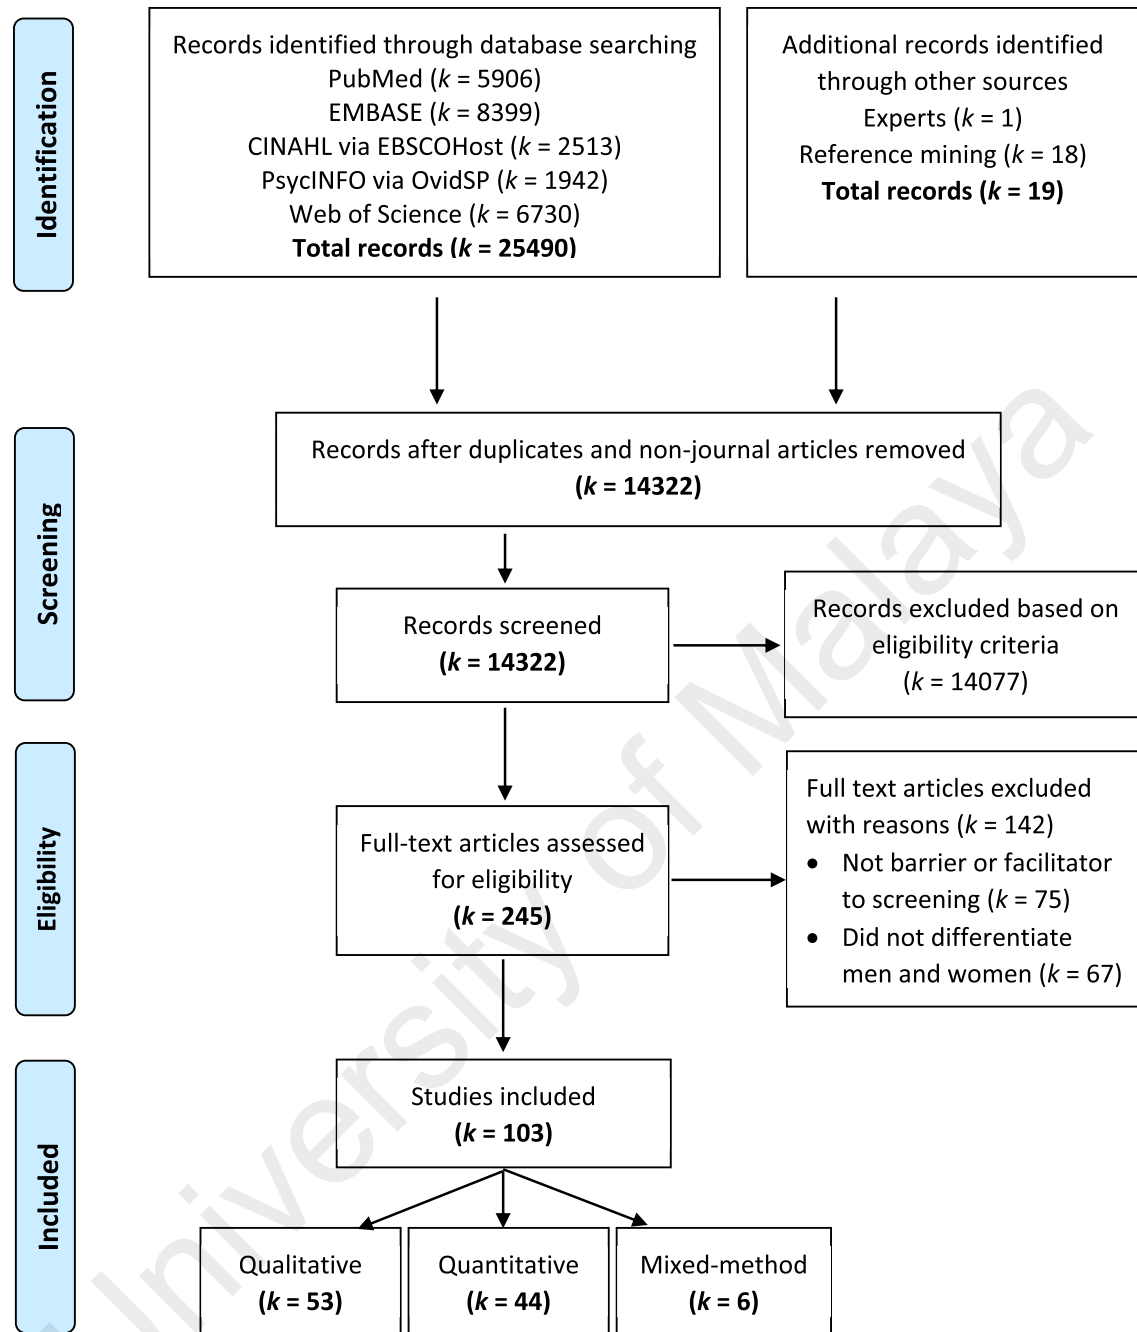 Identification
Records identified through database searching
PubMed (k = 5906)
EMBASE (k = 8399)
CINAHL via EBSCOHost (k = 2513)
PsycINFO via OvidSP (k = 1942)
Web of Science (k = 6730)
Total records (k = 25490)
Additional records identified
through other sources
Experts (k = 1)
Reference mining (k = 18)
Total records (k = 19)
Screening
Records after duplicates and non-journal articles removed
(k = 14322)
Records screened
(k = 14322)
Records excluded based on
eligibility criteria
(k = 14077)
Eligibility
Full-text articles assessed
for eligibility
(k = 245)
Full text articles excluded
with reasons (k = 142)
• Not barrier or facilitator
to screening (k = 75)
• Did not differentiate
men and women (k = 67)
Included
Studies included
(k = 103)
Qualitative
(k = 53)
Quantitative
(k = 44)
Mixed-method
(k = 6)
University of Malaya